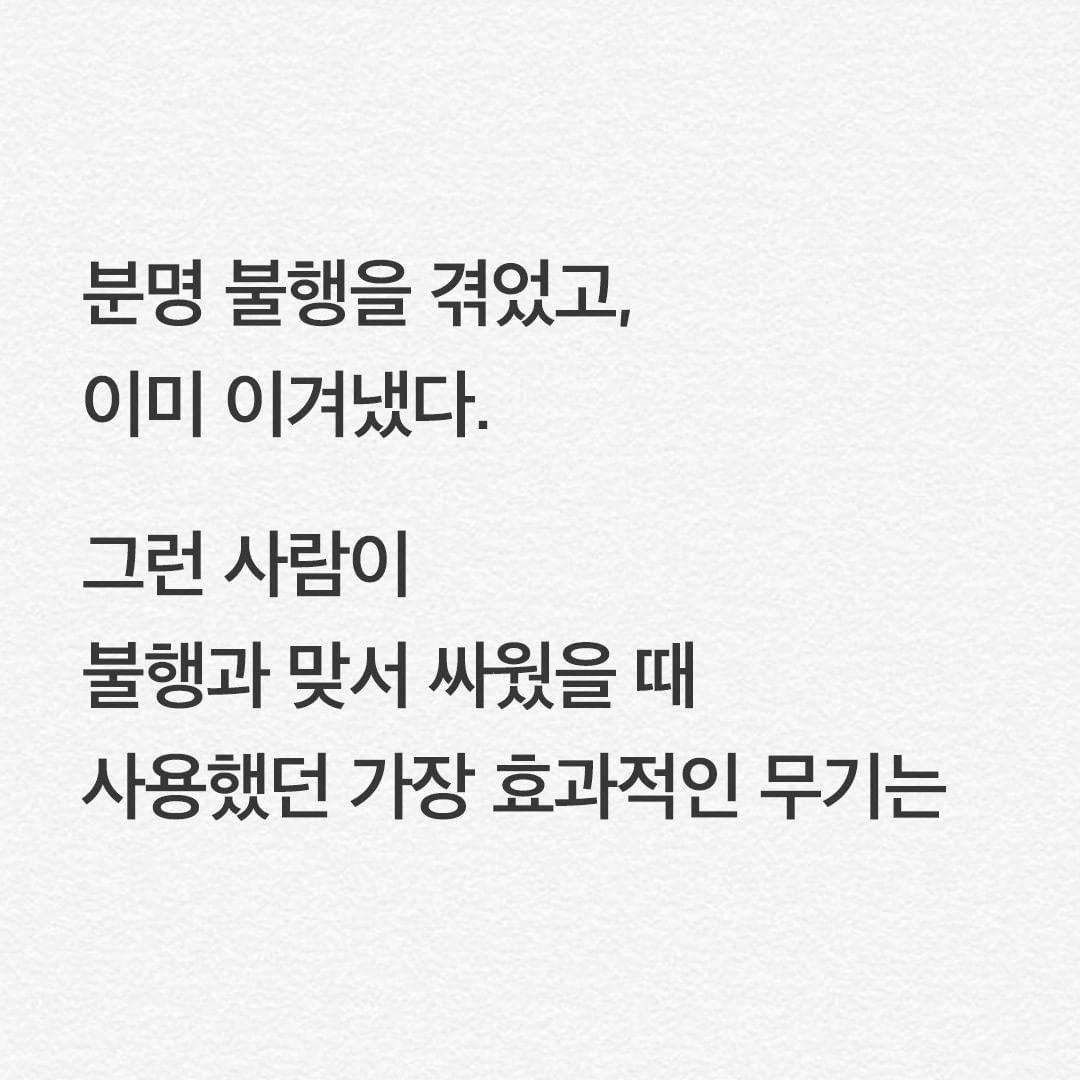 분명 불행을 겪었고,
이미 이겨냈다.
그런 사람이
불행과 맞서 싸웠을 때
사용했던 가장 효과적인 무기는